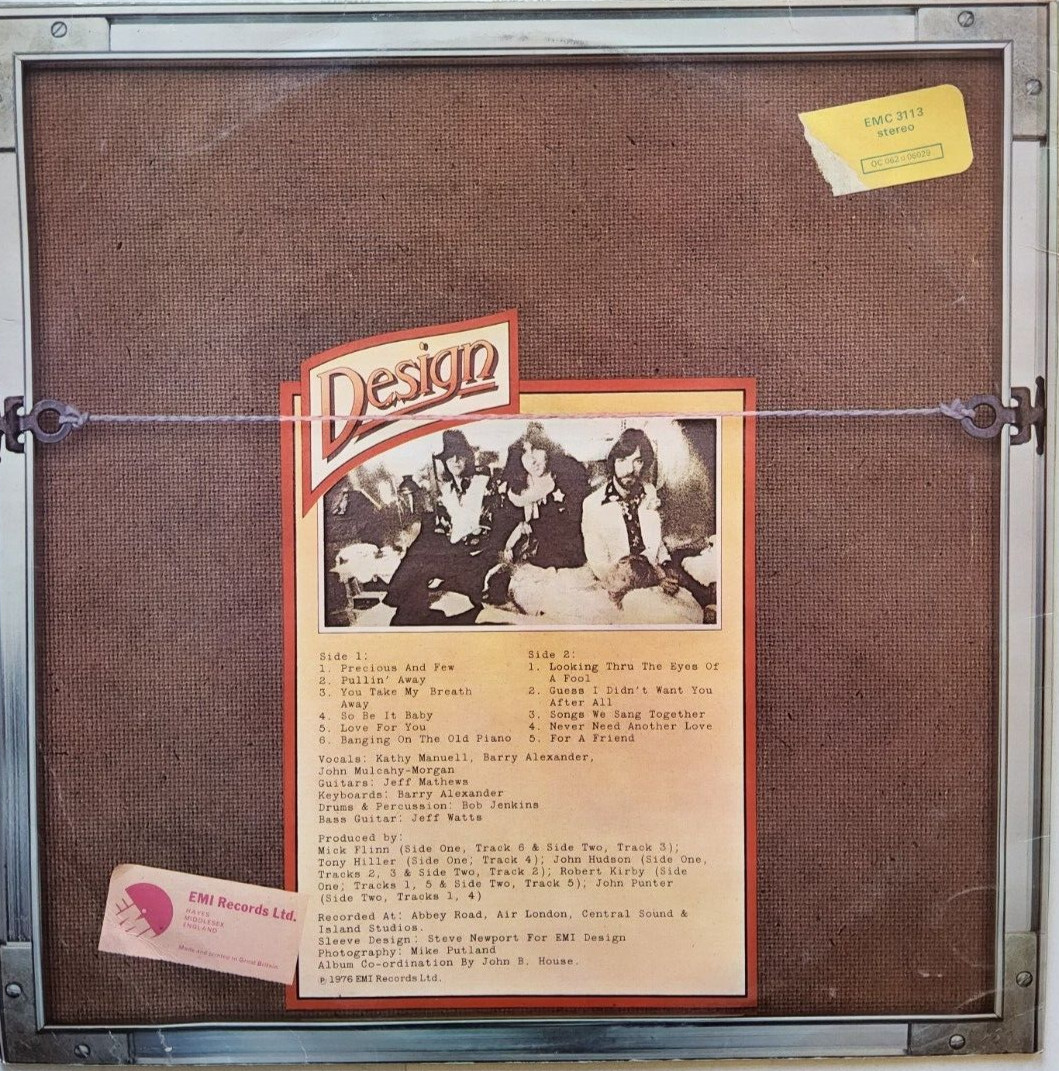 EMC 3113
stereo
OC 062 o 06029
Design
Side 1:
1. Precious And Few
2. Pullin' Away
3. You Take My Breath
Away
4. So Be It Baby
5. Love For You
6. Banging On The Old Piano
Side 2:
1. Looking Thru The Eyes Of
A Fool
2. Guess I Didn't Want You
After All
3. Songs We Sang Together
4. Never Need Another Love
5. For A Friend
Vocals: Kathy Manuell, Barry Alexander,
John Mulcahy-Morgan
Guitars: Jeff Mathews
Keyboards: Barry Alexander
Drums & Percussion: Bob Jenkins
Bass Guitar: Jeff Watts
Produced by:
Mick Flinn (Side One, Track 6 & Side Two, Track 3);
Tony Hiller (Side One; Track 4); John Hudson (Side One,
Tracks 2, 3 & Side Two, Track 2); Robert Kirby (Side
One; Tracks 1, 5 & Side Two, Track 5); John Punter
(Side Two, Tracks 1, 4)
Recorded At: Abbey Road, Air London, Central Sound &
Island Studios.
Sleeve Design: Steve Newport For EMI Design
Photography: Mike Putland
Album Co-ordination By John B. House.
℗ 1976 EMI Records Ltd.
EMI
EMI Records Ltd.
HAYES
MIDDLESEX
ENGLAND
Made and printed in Great Britain